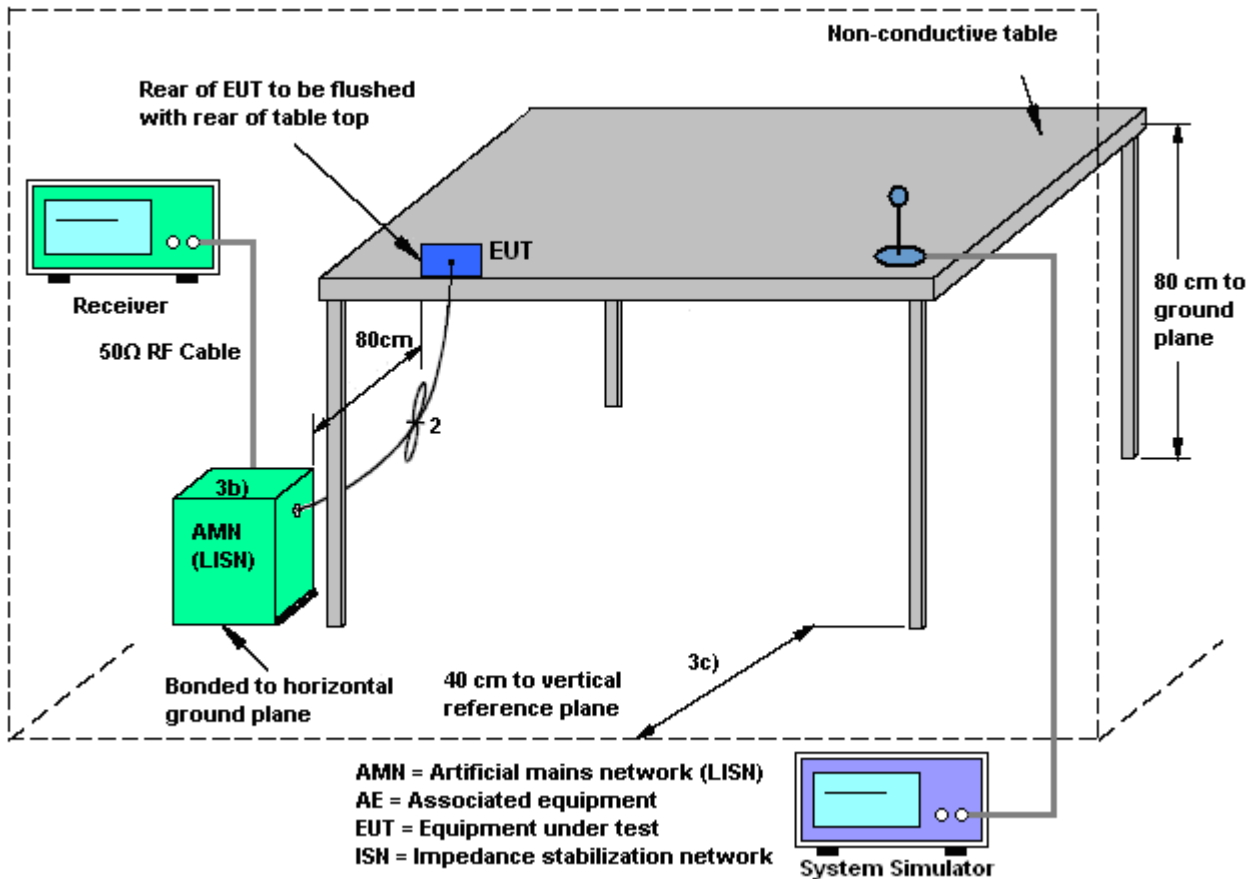 Non-conductive table
Rear of EUT to be flushed
with rear of table top
EUT
Receiver
80cm
80 cm to
ground
plane
50Ω RF Cable
2
3b)
AMN
(LISN)
3c)
Bonded to horizontal
ground plane
40 cm to vertical
reference plane
AMN = Artificial mains network (LISN)
AE = Associated equipment
EUT = Equipment under test
ISN = Impedance stabilization network
System Simulator